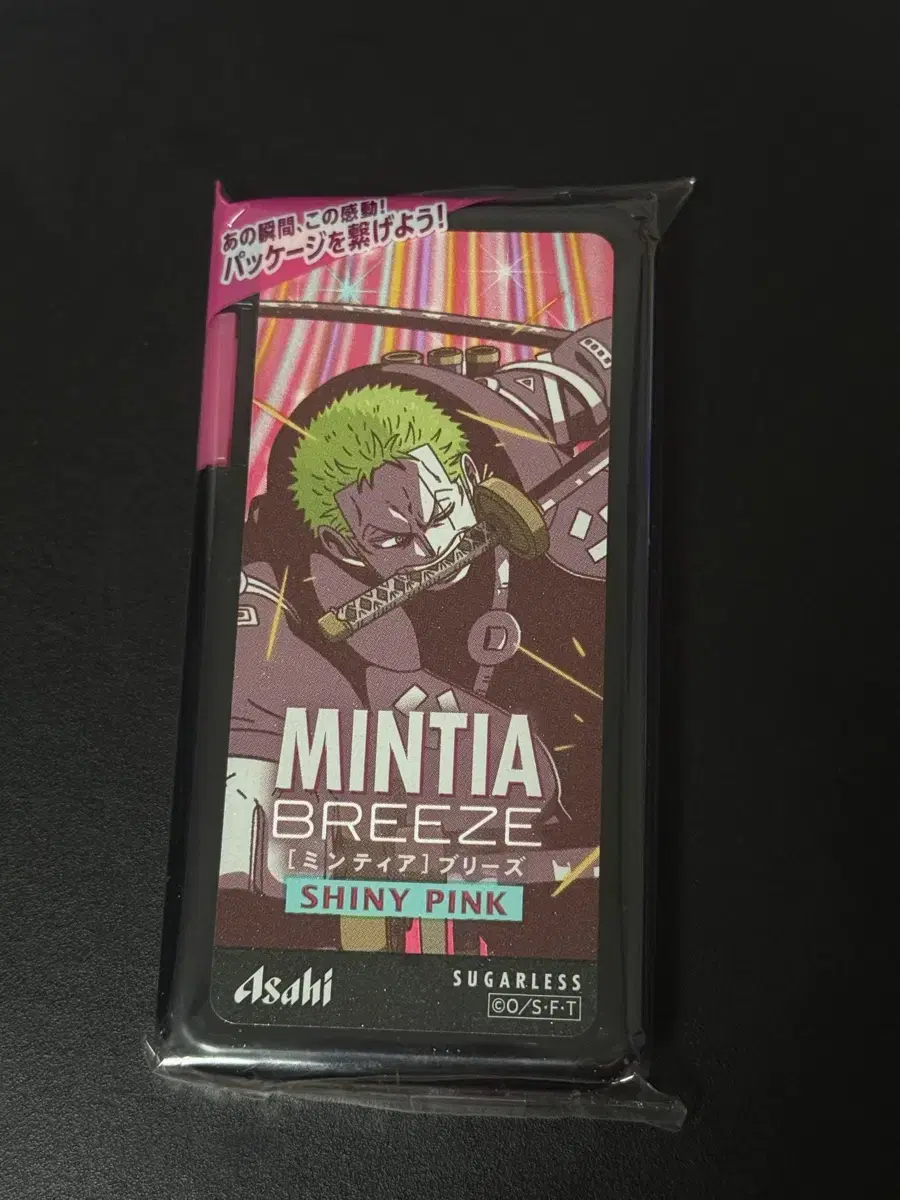 あの瞬間、この感動!
パッケージを繋げよう!
MINTIA
BREEZE
[ミンティア]ブリーズ
SHINY PINK
Asahi
SUGARLESS
©O/S・F・T